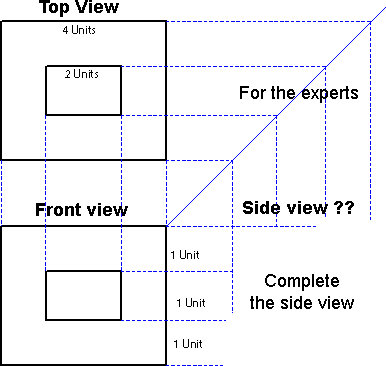 Top View
4 Units
2 Units
For the experts
Front view
Side view ??
1 Unit
Complete
the side view
1 Unit
1 Unit